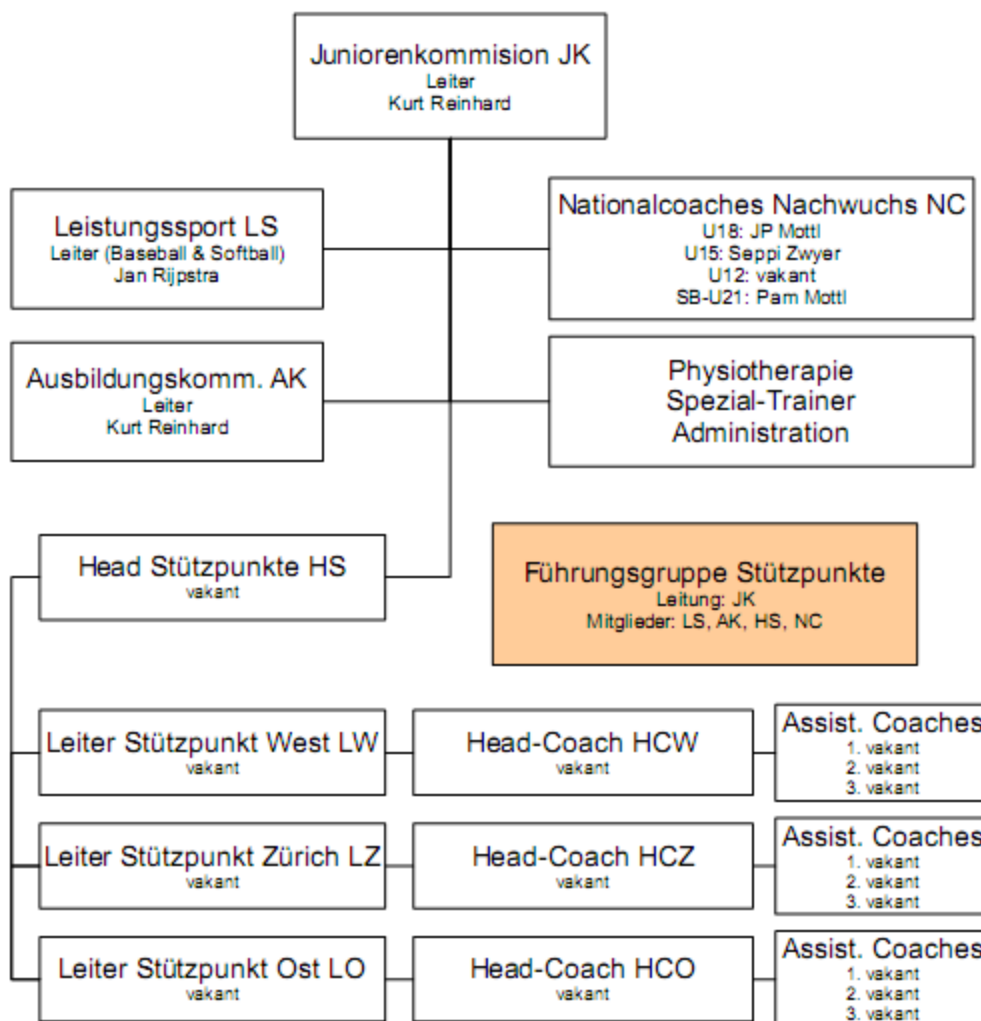 Juniorenkommision JK
Leiter
Kurt Reinhard
Leistungssport LS
Leiter (Baseball & Softball)
Jan Rijpstra
Nationalcoaches Nachwuchs NC
U18: JP Mottl
U15: Seppi Zwyer
U12: vakant
SB-U21: Pam Mottl
Ausbildungskomm. AK
Leiter
Kurt Reinhard
Physiotherapie
Spezial-Trainer
Administration
Head Stützpunkte HS
vakant
Führungsgruppe Stützpunkte
Leitung: JK
Mitglieder: LS, AK, HS, NC
Leiter Stützpunkt West LW
vakant
Head-Coach HCW
vakant
Assist. Coaches
1. vakant
2. vakant
3. vakant
Leiter Stützpunkt Zürich LZ
vakant
Head-Coach HCZ
vakant
Assist. Coaches
1. vakant
2. vakant
3. vakant
Leiter Stützpunkt Ost LO
vakant
Head-Coach HCO
vakant
Assist. Coaches
1. vakant
2. vakant
3. vakant